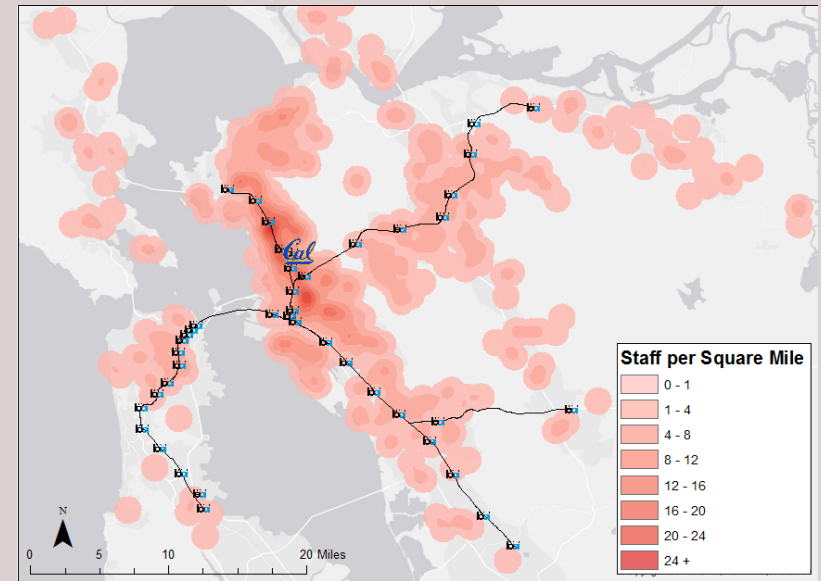 Cal
Staff per Square Mile
0 - 1
1 - 4
4 - 8
8 - 12
12 - 16
16 - 20
20 - 24
24 +
N
0 5 10 20 Miles